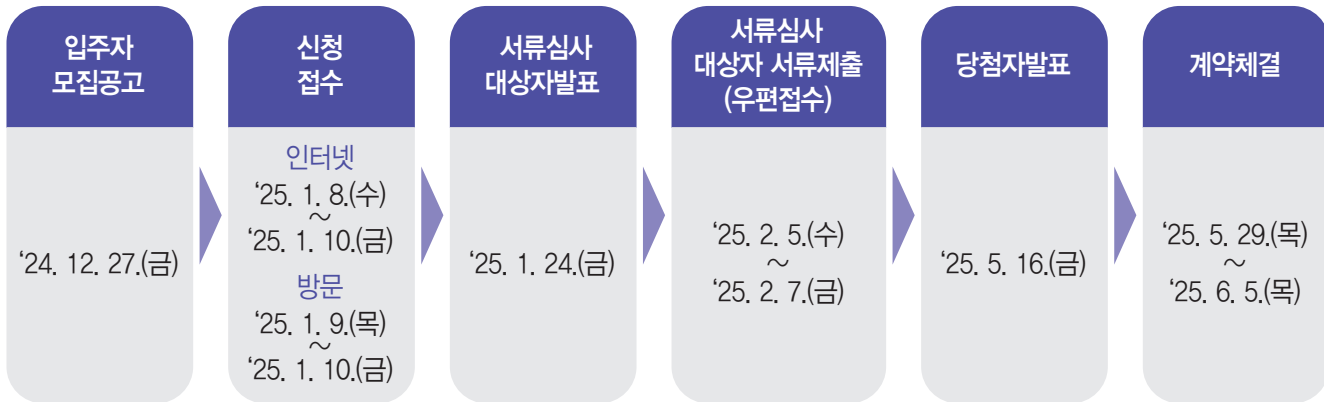 입주자
모집공고
‘24. 12. 27.(금)
신청
접수
인터넷
‘25. 1. 8.(수)
~
‘25. 1. 10.(금)
방문
‘25. 1. 9.(목)
~
‘25. 1. 10.(금)
서류심사
대상자발표
‘25. 1. 24.(금)
서류심사
대상자 서류제출
(우편접수)
‘25. 2. 5.(수)
~
‘25. 2. 7.(금)
당첨자발표
‘25. 5. 16.(금)
계약체결
‘25. 5. 29.(목)
~
‘25. 6. 5.(목)